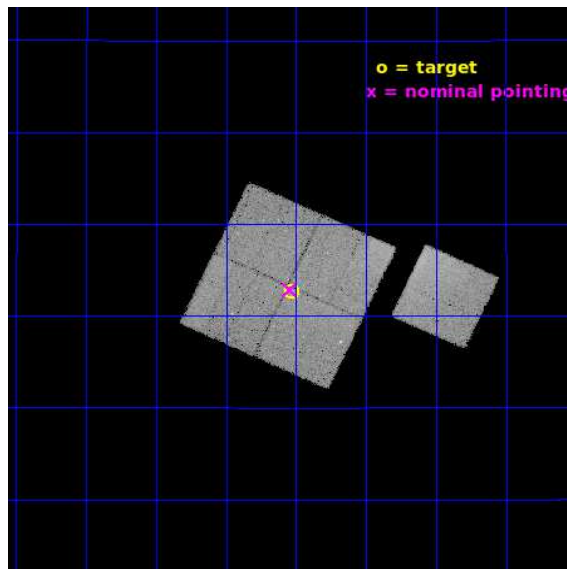 o = target
x = nominal pointing